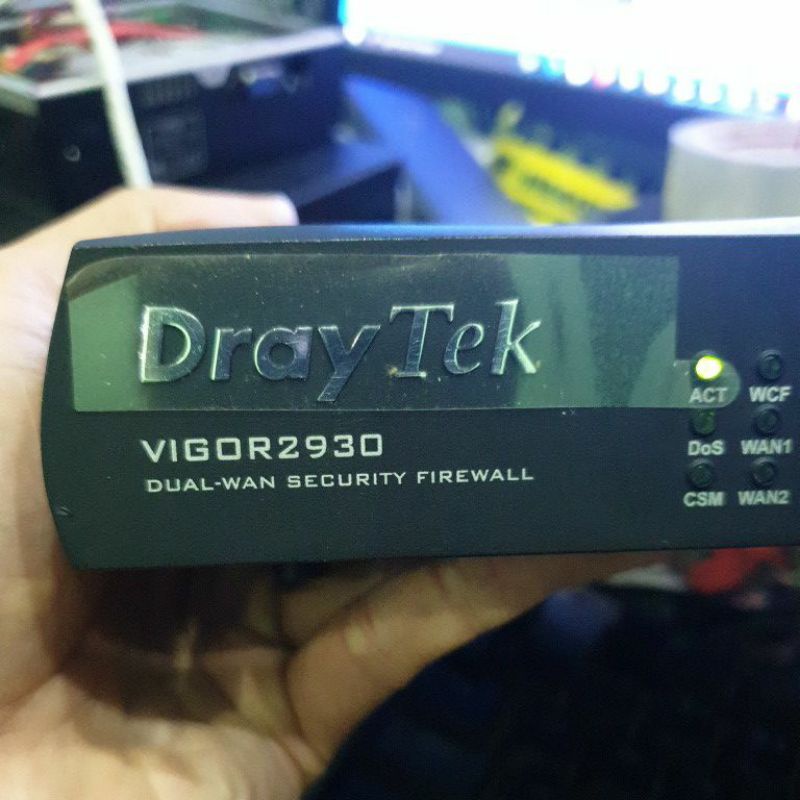 DrayTek
VIGOR2930
DUAL-WAN SECURITY FIREWALL
ACT WCF
DoS WAN1
CSM WAN2